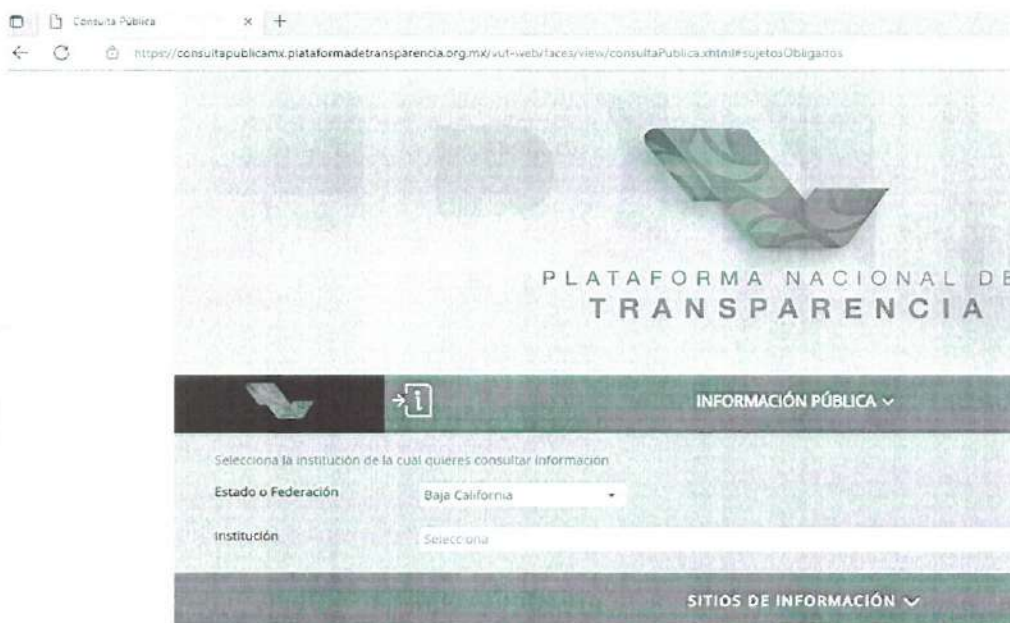 Consulta Pública
https://consultapublicamx.plataformadetransparencia.org.mx/vut-web/faces/view/consultaPublica.xhtml#sujetosObligados
PLATAFORMA NACIONAL DE
TRANSPARENCIA
INFORMACIÓN PÚBLICA
Selecciona la institución de la cual quieres consultar información
Estado o Federación
Baja California
Institución
Selecciona
SITIOS DE INFORMACIÓN